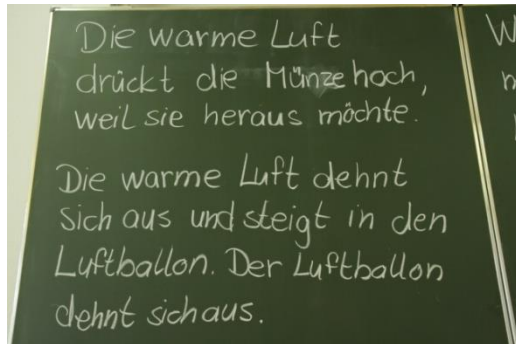 Die warme Luft
drückt die Münze hoch,
weil sie heraus möchte.
Die warme Luft dehnt
sich aus und steigt in den
Luftballon. Der Luftballon
dehnt sich aus.